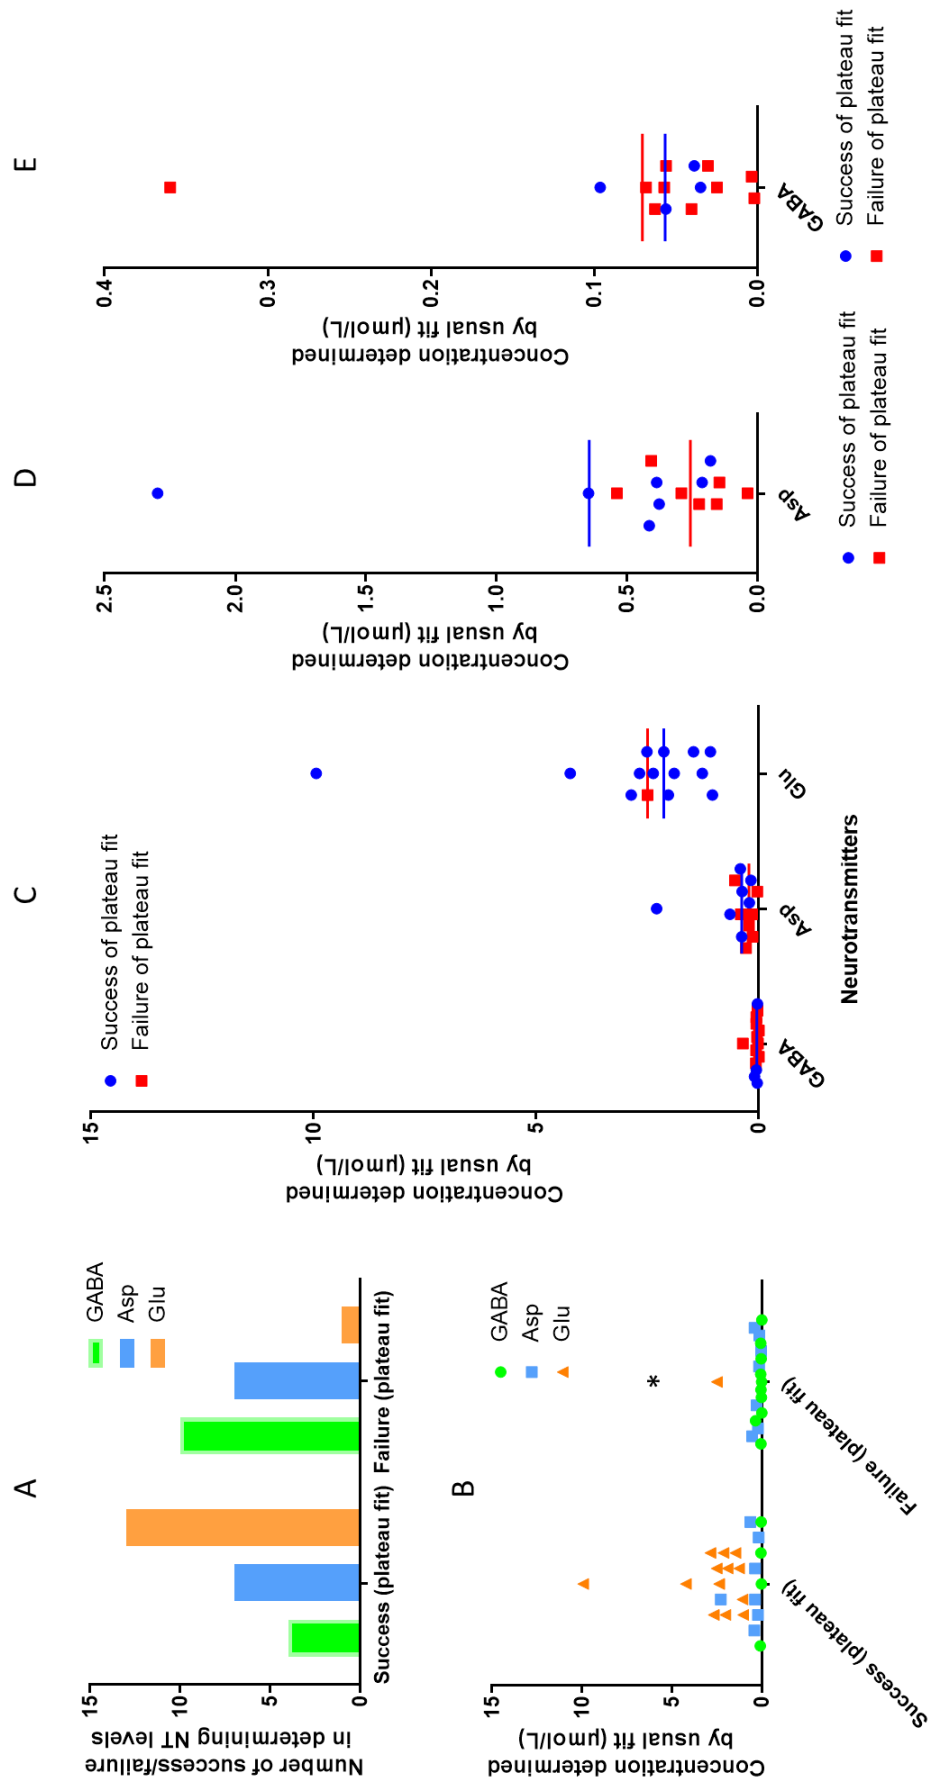 A
Number of success/failure
in determining NT levels
15
10
5
0
Success (plateau fit)
Failure (plateau fit)
GABA
Asp
Glu
B
Concentration determined
by usual fit (µmol/L)
15
10
5
0
Success (plateau fit)
Failure (plateau fit)
*
GABA
Asp
Glu
C
Concentration determined
by usual fit (µmol/L)
15
10
5
0
Success of plateau fit
Failure of plateau fit
GABA
Asp
Glu
Neurotransmitters
D
Concentration determined
by usual fit (µmol/L)
2.5
2.0
1.5
1.0
0.5
0.0
Asp
Success of plateau fit
Failure of plateau fit
E
Concentration determined
by usual fit (µmol/L)
0.4
0.3
0.2
0.1
0.0
GABA
Success of plateau fit
Failure of plateau fit